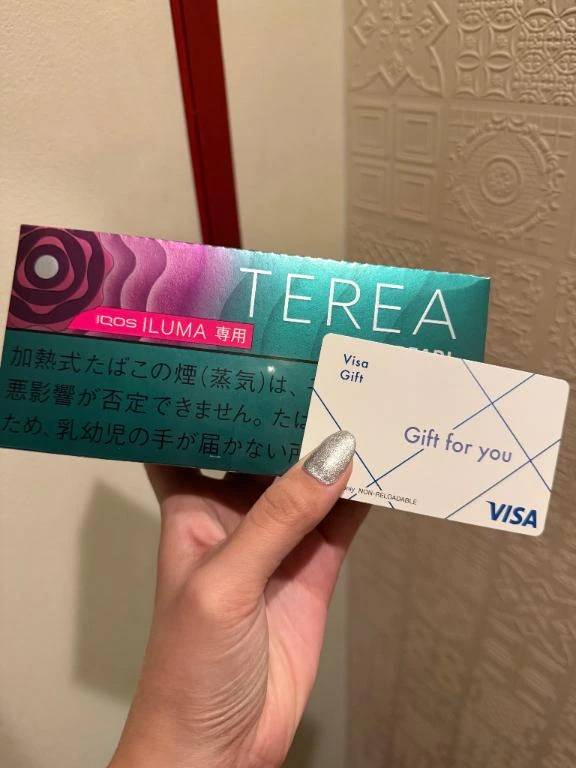 TEREA
IQOS ILUMA 専用
加熱式たばこの煙(蒸気)は、
悪影響が否定できません。たば
ため、乳幼児の手が届かない所
Visa
Gift
Gift for you
NON-RELOADABLE
VISA